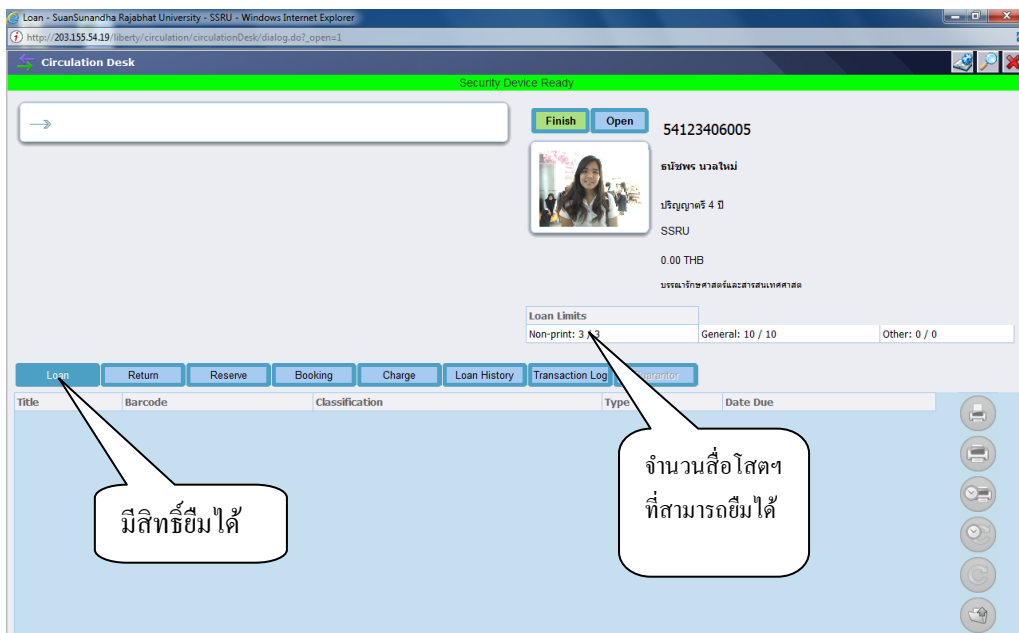 Loan - SuanSunandha Rajabhat University - SSRU - Windows Internet Explorer
http://203.155.54.19/liberty/circulation/circulationDesk/dialog.do?_open=1
Circulation Desk
Security Device Ready
Finish Open 54123406005
ธนัชพร นวลใหม่
ปริญญาตรี 4 ปี
SSRU
0.00 THB
บรรณารักษศาสตร์และสารสนเทศศาสต
Loan Limits
Non-print: 3 / 3 General: 10 / 10 Other: 0 / 0
Loan Return Reserve Booking Charge Loan History Transaction Log
Title Barcode Classification Type Date Due
จำนวนสื่อโสตฯ
ที่สามารถยืมได้
มีสิทธิ์ยืมได้